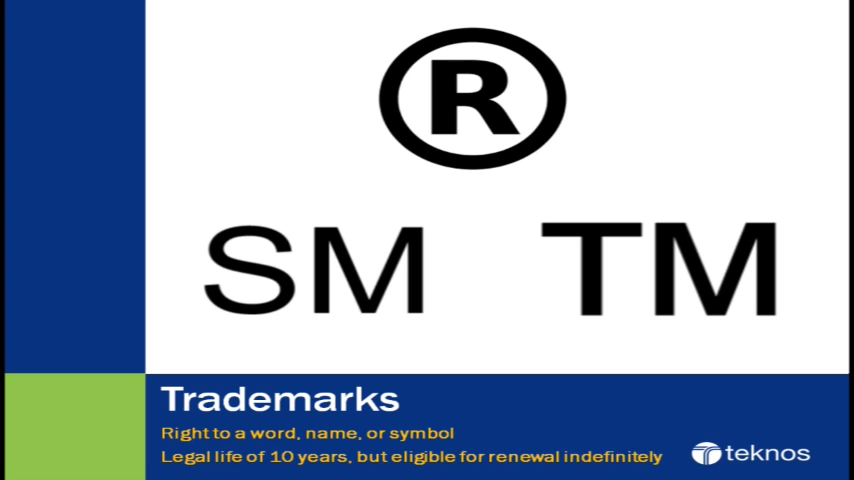 ®
SM TM
Trademarks
Right to a word, name, or symbol
Legal life of 10 years, but eligible for renewal indefinitely
teknos